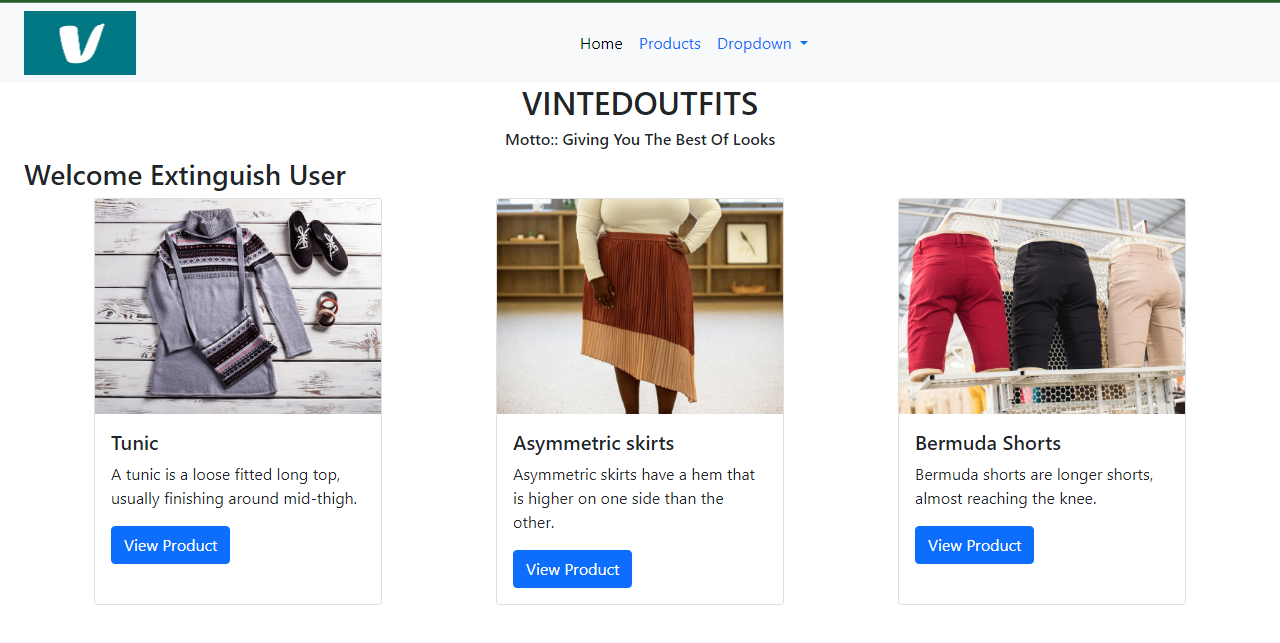 V
Home Products Dropdown
VINTEDOUTFITS
Motto:: Giving You The Best Of Looks
Welcome Extinguish User
Tunic
A tunic is a loose fitted long top,
usually finishing around mid-thigh.
View Product
Asymmetric skirts
Asymmetric skirts have a hem that
is higher on one side than the
other.
View Product
Bermuda Shorts
Bermuda shorts are longer shorts,
almost reaching the knee.
View Product